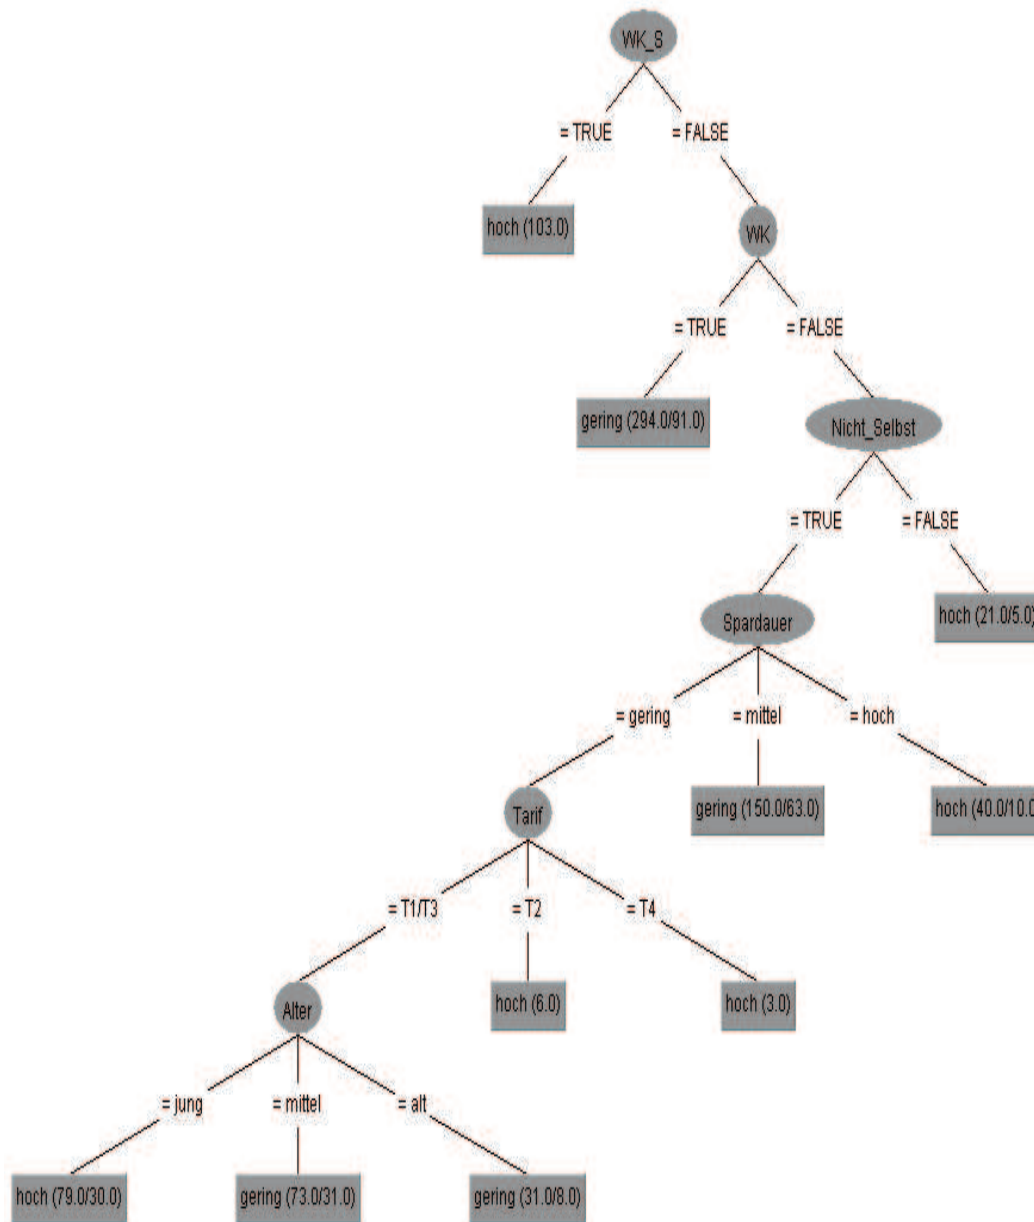 WK_S
= TRUE
= FALSE
hoch (103.0)
WK
= TRUE
= FALSE
gering (294.0/91.0)
Nicht_Selbst
= TRUE
= FALSE
Spardauer
hoch (21.0/5.0)
= gering
= mittel
= hoch
Tarif
gering (150.0/63.0)
hoch (40.0/10.0
= T1/T3
= T2
= T4
Alter
hoch (6.0)
hoch (3.0)
= jung
= mittel
= alt
hoch (79.0/30.0)
gering (73.0/31.0)
gering (31.0/8.0)